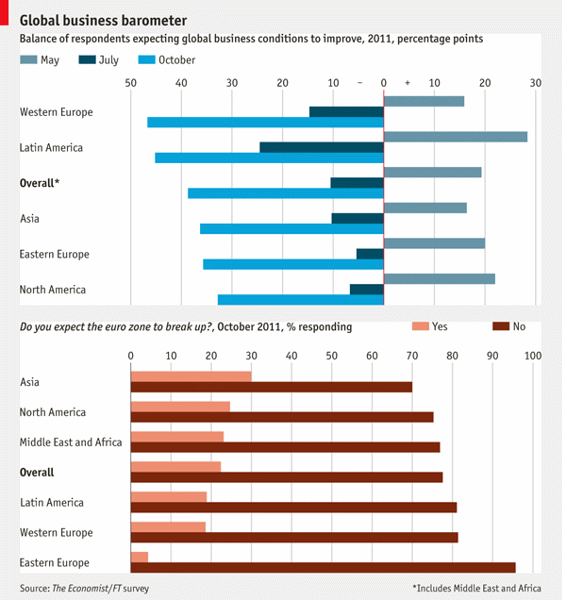 Global business barometer
Balance of respondents expecting global business conditions to improve, 2011, percentage points
May July October
50 40 30 20 10 – 0 + 10 20 30
Western Europe
Latin America
Overall*
Asia
Eastern Europe
North America
Do you expect the euro zone to break up?, October 2011, % responding Yes No
0 10 20 30 40 50 60 70 80 90 100
Asia
North America
Middle East and Africa
Overall
Latin America
Western Europe
Eastern Europe
Source: The Economist/FT survey *Includes Middle East and Africa